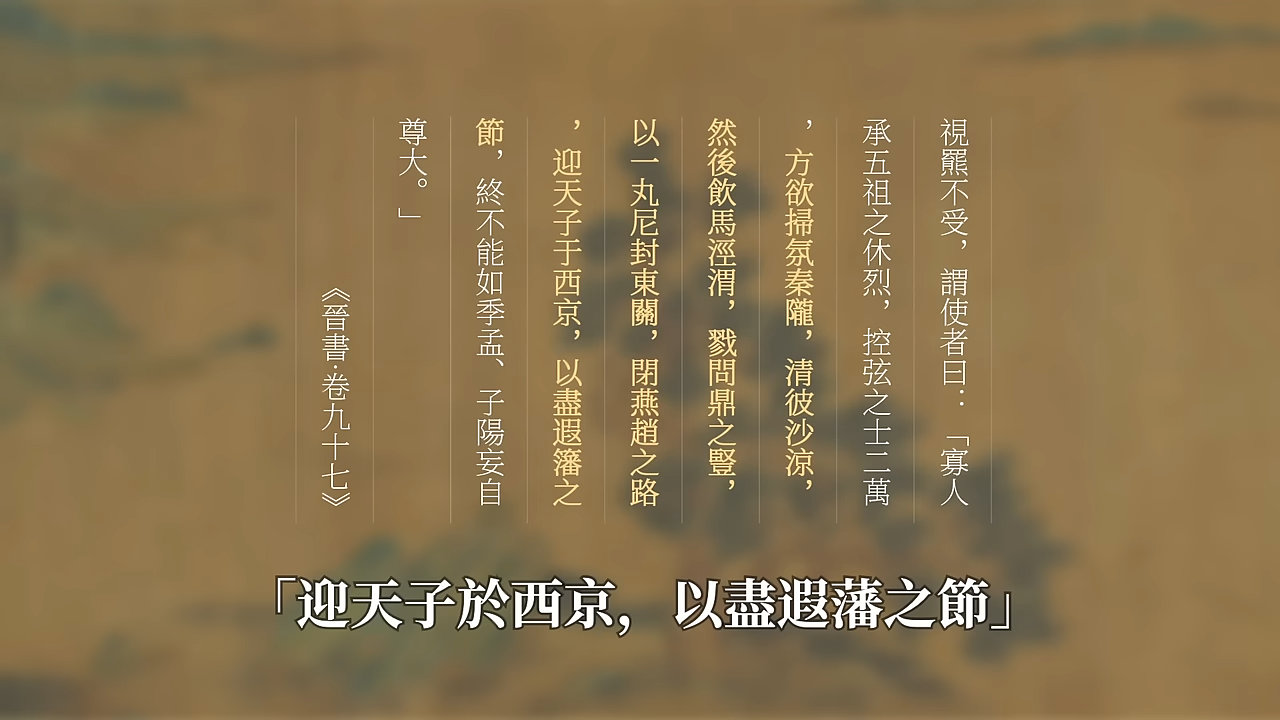 視羆不受，謂使者曰：「寡人
承五祖之休烈，控弦之士二萬
，方欲掃氛秦隴，清彼沙涼，
然後飲馬涇渭，戮問鼎之豎，
以一丸尼封東關，閉燕趙之路
，迎天子于西京，以盡遐籓之
節，終不能如季孟、子陽妄自
尊大。」
《晉書·卷九十七》
「迎天子於西京，以盡遐藩之節」